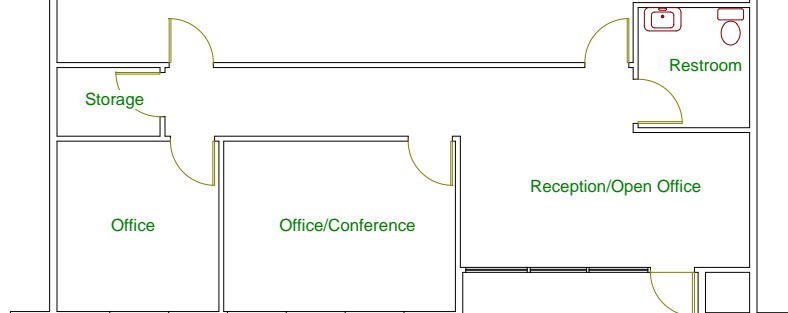 Restroom
Storage
Reception/Open Office
Office
Office/Conference